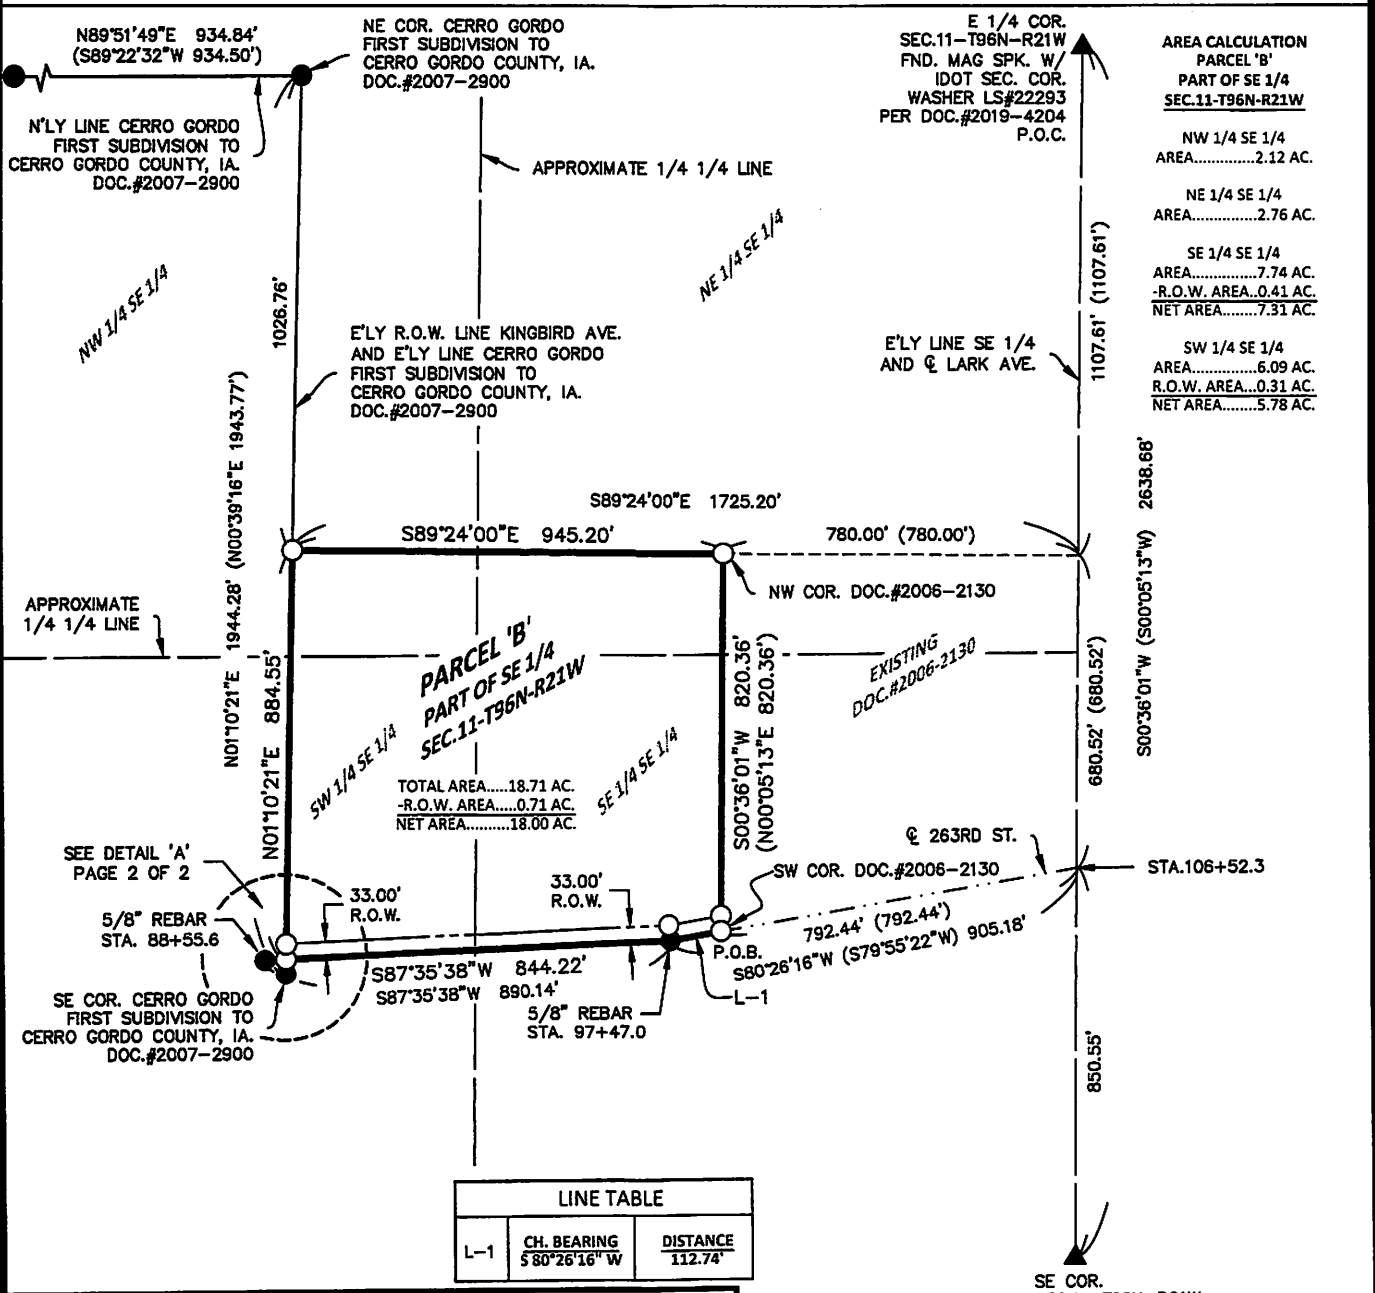 N89°51'49"E 934.84'
(S89°22'32"W 934.50')
NE COR. CERRO GORDO
FIRST SUBDIVISION TO
CERRO GORDO COUNTY, IA.
DOC.#2007-2900
E 1/4 COR.
SEC.11-T96N-R21W
FND. MAG SPK. W/
IDOT SEC. COR.
WASHER LS#22293
PER DOC.#2019-4204
P.O.C.
AREA CALCULATION
PARCEL 'B'
PART OF SE 1/4
SEC.11-T96N-R21W
NW 1/4 SE 1/4
AREA..............2.12 AC.
NE 1/4 SE 1/4
AREA..............2.76 AC.
SE 1/4 SE 1/4
AREA..............7.74 AC.
-R.O.W. AREA..0.41 AC.
NET AREA........7.31 AC.
SW 1/4 SE 1/4
AREA..............6.09 AC.
R.O.W. AREA...0.31 AC.
NET AREA........5.78 AC.
N'LY LINE CERRO GORDO
FIRST SUBDIVISION TO
CERRO GORDO COUNTY, IA.
DOC.#2007-2900
APPROXIMATE 1/4 1/4 LINE
NW 1/4 SE 1/4
NE 1/4 SE 1/4
1026.76'
E'LY R.O.W. LINE KINGBIRD AVE.
AND E'LY LINE CERRO GORDO
FIRST SUBDIVISION TO
CERRO GORDO COUNTY, IA.
DOC.#2007-2900
E'LY LINE SE 1/4
AND ℄ LARK AVE.
1107.61' (1107.61')
N01°10'21"E 1944.28' (N00°39'16"E 1943.77')
S00°36'01"W (S00°05'13"W) 2638.68'
S89°24'00"E 1725.20'
S89°24'00"E 945.20'
780.00' (780.00')
NW COR. DOC.#2006-2130
APPROXIMATE
1/4 1/4 LINE
N01°10'21"E 884.55'
PARCEL 'B'
PART OF SE 1/4
SEC.11-T96N-R21W
SW 1/4 SE 1/4
SE 1/4 SE 1/4
TOTAL AREA.....18.71 AC.
-R.O.W. AREA.....0.71 AC.
NET AREA..........18.00 AC.
S00°36'01"W 820.36'
(N00°05'13"E 820.36')
EXISTING
DOC.#2006-2130
680.52' (680.52')
℄ 263RD ST.
STA.106+52.3
SW COR. DOC.#2006-2130
SEE DETAIL 'A'
PAGE 2 OF 2
5/8" REBAR
STA. 88+55.6
33.00'
R.O.W.
33.00'
R.O.W.
792.44' (792.44')
S80°26'16"W (S79°55'22"W) 905.18'
P.O.B.
L-1
S87°35'38"W 844.22'
S87°35'38"W 890.14'
5/8" REBAR
STA. 97+47.0
SE COR. CERRO GORDO
FIRST SUBDIVISION TO
CERRO GORDO COUNTY, IA.
DOC.#2007-2900
850.55'
LINE TABLE
L-1 CH. BEARING DISTANCE
S 80°26'16" W 112.74'
SE COR.